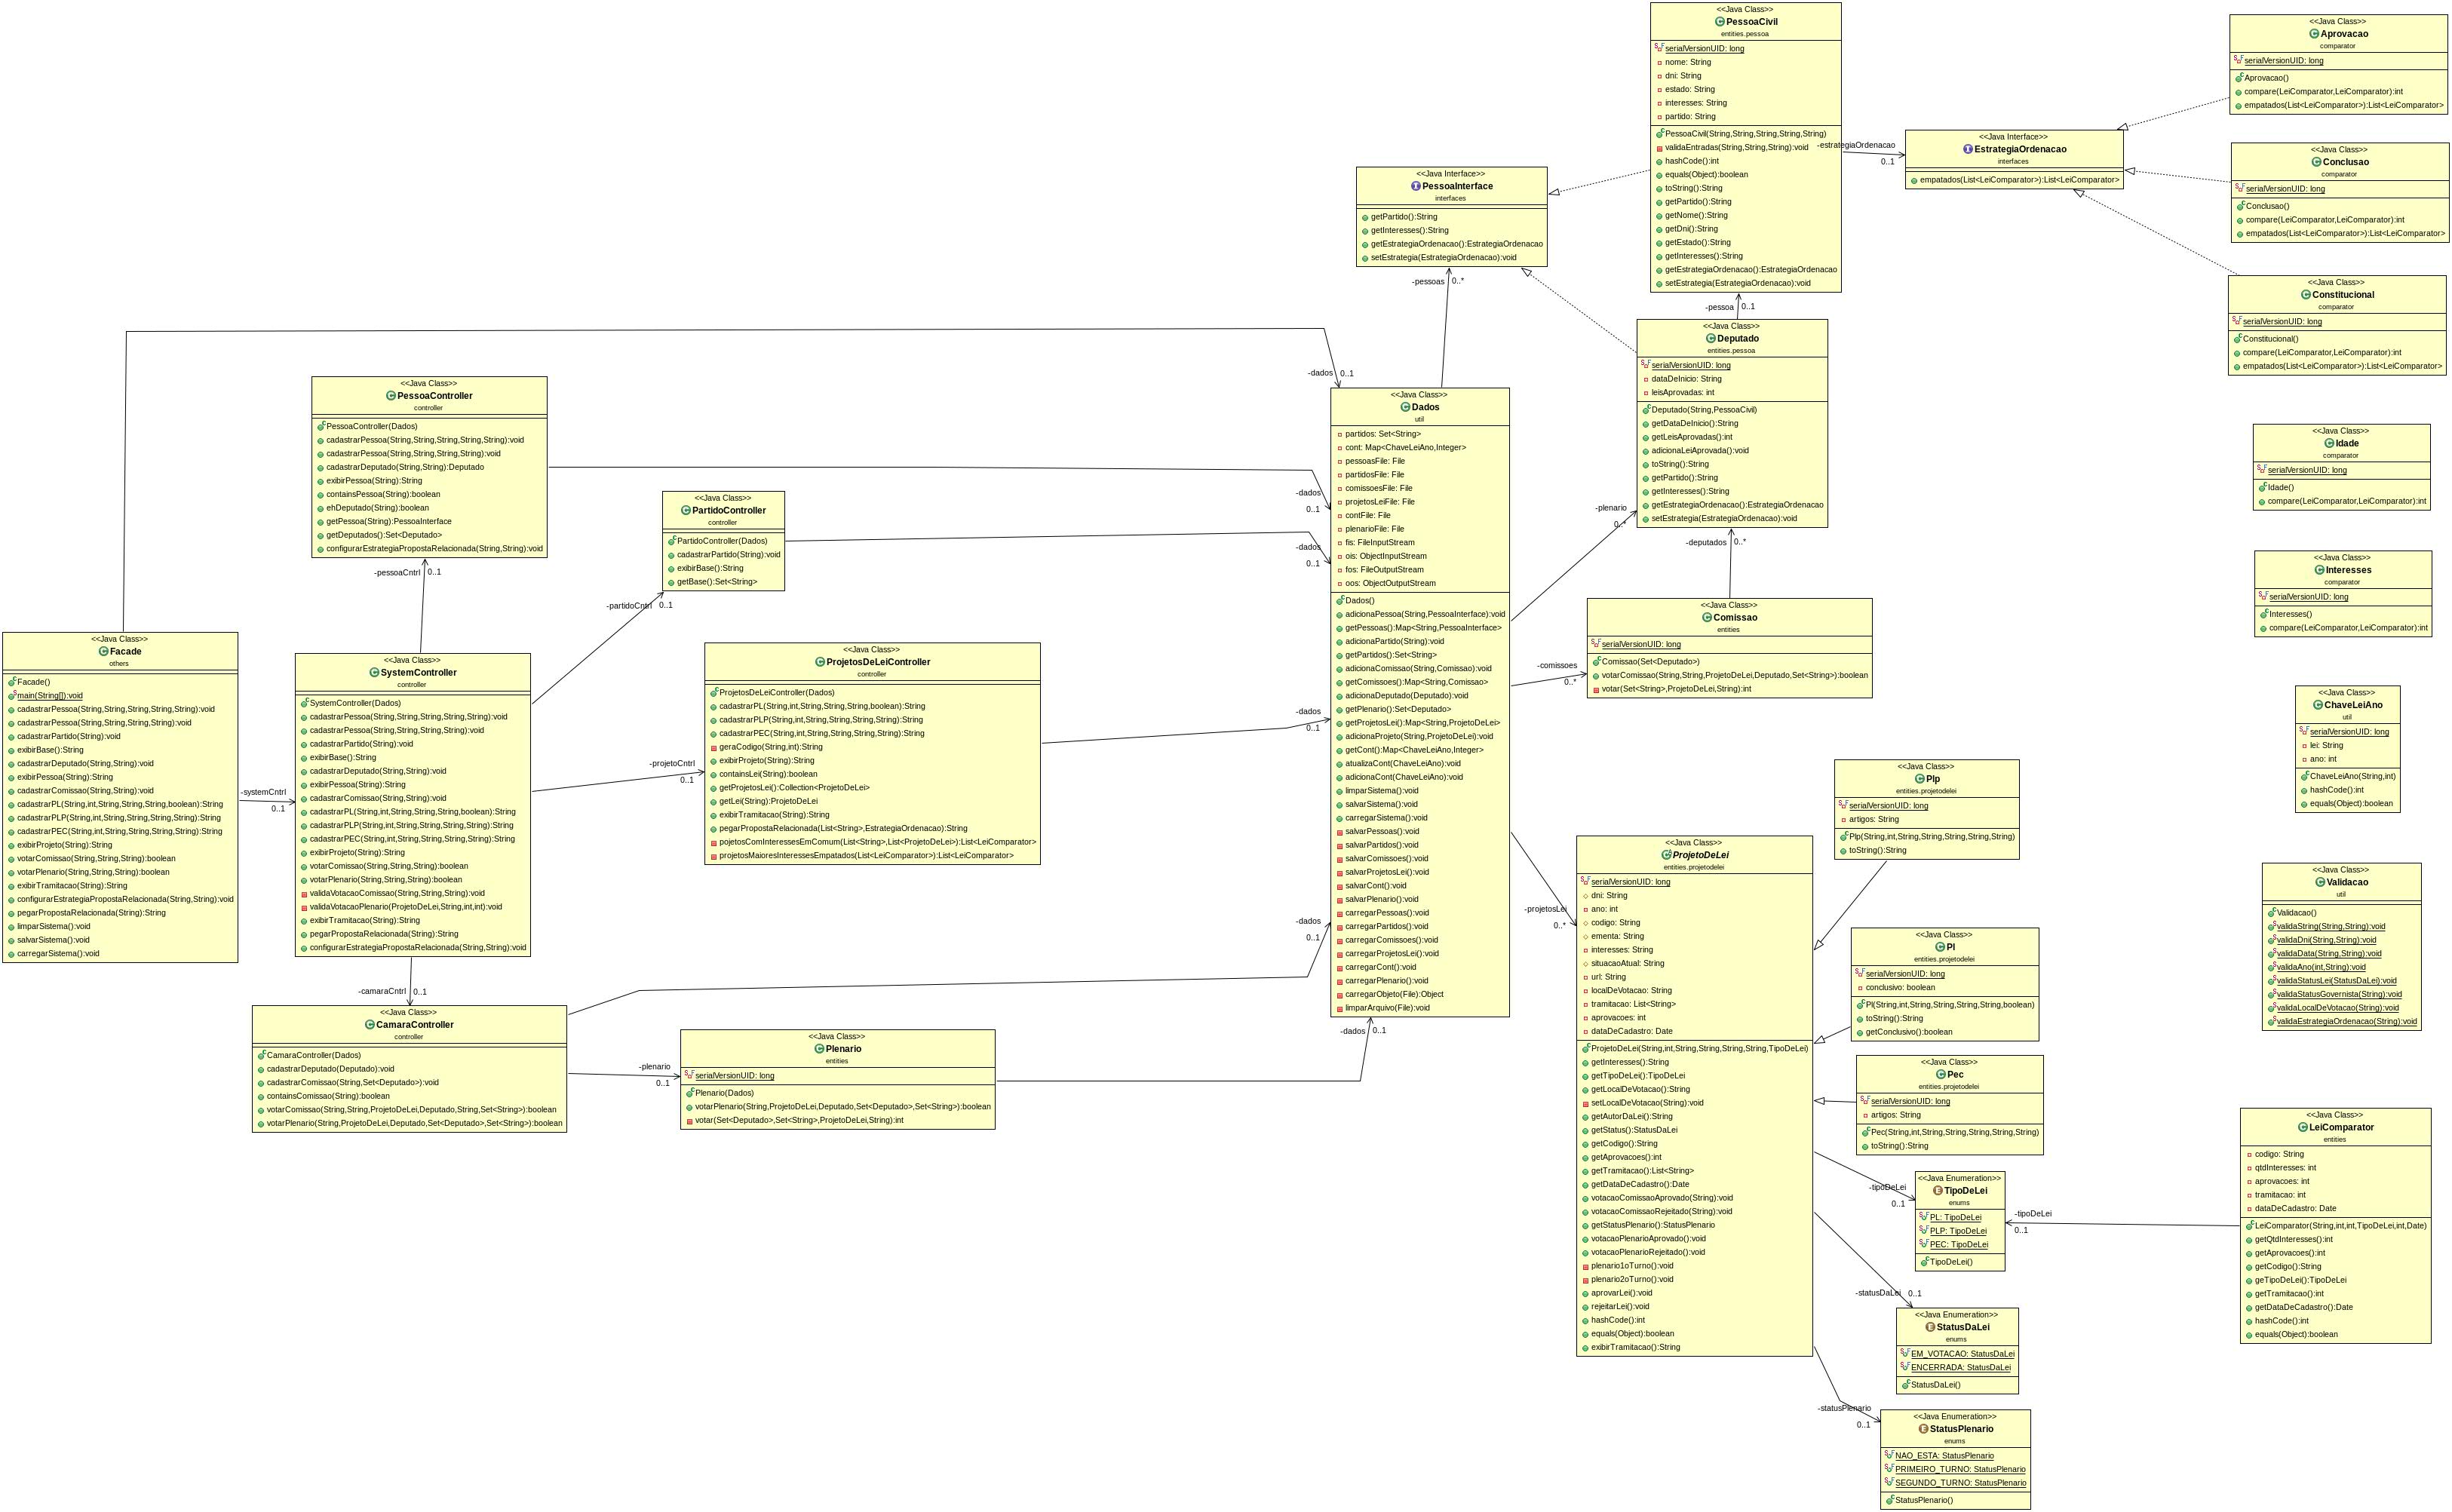 <<Java Class>>
PessoaCivil
entities.pessoa
serialVersionUID: long
nome: String
dni: String
estado: String
interesses: String
partido: String
PessoaCivil(String,String,String,String,String)
validaEntradas(String,String,String):void
hashCode():int
equals(Object):boolean
toString():String
getPartido():String
getNome():String
getDni():String
getEstado():String
getInteresses():String
getEstrategiaOrdenacao():EstrategiaOrdenacao
setEstrategia(EstrategiaOrdenacao):void
-estrategiaOrdenacao
0..1
<<Java Class>>
Aprovacao
comparator
serialVersionUID: long
Aprovacao()
compare(LeiComparator,LeiComparator):int
empatados(List<LeiComparator>):List<LeiComparator>
<<Java Interface>>
EstrategiaOrdenacao
interfaces
empatados(List<LeiComparator>):List<LeiComparator>
<<Java Class>>
Conclusao
comparator
serialVersionUID: long
Conclusao()
compare(LeiComparator,LeiComparator):int
empatados(List<LeiComparator>):List<LeiComparator>
<<Java Interface>>
PessoaInterface
interfaces
getPartido():String
getInteresses():String
getEstrategiaOrdenacao():EstrategiaOrdenacao
setEstrategia(EstrategiaOrdenacao):void
-pessoas
0..*
<<Java Class>>
Constitucional
comparator
serialVersionUID: long
Constitucional()
compare(LeiComparator,LeiComparator):int
empatados(List<LeiComparator>):List<LeiComparator>
-pessoa
0..1
<<Java Class>>
Deputado
entities.pessoa
serialVersionUID: long
dataDeInicio: String
leisAprovadas: int
Deputado(String,PessoaCivil)
getDataDeInicio():String
getLeisAprovadas():int
adicionaLeiAprovada():void
toString():String
getPartido():String
getInteresses():String
getEstrategiaOrdenacao():EstrategiaOrdenacao
setEstrategia(EstrategiaOrdenacao):void
-plenario
0..*
-deputados
0..*
<<Java Class>>
PessoaController
controller
PessoaController(Dados)
cadastrarPessoa(String,String,String,String,String):void
cadastrarPessoa(String,String,String,String):void
cadastrarDeputado(String,String):Deputado
exibirPessoa(String):String
containsPessoa(String):boolean
ehDeputado(String):boolean
getPessoa(String):PessoaInterface
getDeputados():Set<Deputado>
configurarEstrategiaPropostaRelacionada(String,String):void
-pessoaCntrl
0..1
-dados
0..1
-dados
0..1
-dados
0..1
<<Java Class>>
Dados
util
partidos: Set<String>
cont: Map<ChaveLeiAno,Integer>
pessoasFile: File
partidosFile: File
comissoesFile: File
projetosLeiFile: File
contFile: File
plenarioFile: File
fis: FileInputStream
ois: ObjectInputStream
fos: FileOutputStream
oos: ObjectOutputStream
Dados()
adicionaPessoa(String,PessoaInterface):void
getPessoas():Map<String,PessoaInterface>
adicionaPartido(String):void
getPartidos():Set<String>
adicionaComissao(String,Comissao):void
getComissoes():Map<String,Comissao>
adicionaDeputado(Deputado):void
getPlenario():Set<Deputado>
getProjetosLei():Map<String,ProjetoDeLei>
adicionaProjeto(String,ProjetoDeLei):void
getCont():Map<ChaveLeiAno,Integer>
atualizaCont(ChaveLeiAno):void
adicionaCont(ChaveLeiAno):void
limparSistema():void
salvarSistema():void
carregarSistema():void
salvarPessoas():void
salvarPartidos():void
salvarComissoes():void
salvarProjetosLei():void
salvarCont():void
salvarPlenario():void
carregarPessoas():void
carregarPartidos():void
carregarComissoes():void
carregarProjetosLei():void
carregarCont():void
carregarPlenario():void
carregarObjeto(File):Object
limparArquivo(File):void
<<Java Class>>
Idade
comparator
serialVersionUID: long
Idade()
compare(LeiComparator,LeiComparator):int
<<Java Class>>
PartidoController
controller
PartidoController(Dados)
cadastrarPartido(String):void
exibirBase():String
getBase():Set<String>
-partidoCntrl
0..1
<<Java Class>>
Interesses
comparator
serialVersionUID: long
Interesses()
compare(LeiComparator,LeiComparator):int
<<Java Class>>
Comissao
entities
serialVersionUID: long
Comissao(Set<Deputado>)
votarComissao(String,String,ProjetoDeLei,Deputado,Set<String>):boolean
votar(Set<String>,ProjetoDeLei,String):int
-comissoes
0..*
<<Java Class>>
Facade
others
Facade()
main(String[]):void
cadastrarPessoa(String,String,String,String,String):void
cadastrarPessoa(String,String,String,String):void
cadastrarPartido(String):void
exibirBase():String
cadastrarDeputado(String,String):void
exibirPessoa(String):String
cadastrarComissao(String,String):void
cadastrarPL(String,int,String,String,String,boolean):String
cadastrarPLP(String,int,String,String,String,String):String
cadastrarPEC(String,int,String,String,String,String):String
exibirProjeto(String):String
votarComissao(String,String,String):boolean
votarPlenario(String,String,String):boolean
exibirTramitacao(String):String
configurarEstrategiaPropostaRelacionada(String,String):void
pegarPropostaRelacionada(String):String
limparSistema():void
salvarSistema():void
carregarSistema():void
-systemCntrl
0..1
<<Java Class>>
SystemController
controller
SystemController(Dados)
cadastrarPessoa(String,String,String,String,String):void
cadastrarPessoa(String,String,String,String):void
cadastrarPartido(String):void
exibirBase():String
cadastrarDeputado(String,String):void
exibirPessoa(String):String
cadastrarComissao(String,String):void
cadastrarPL(String,int,String,String,String,boolean):String
cadastrarPLP(String,int,String,String,String,String):String
cadastrarPEC(String,int,String,String,String,String):String
exibirProjeto(String):String
votarComissao(String,String,String):boolean
votarPlenario(String,String,String):boolean
validaVotacaoComissao(String,String,String):void
validaVotacaoPlenario(ProjetoDeLei,String,int,int):void
exibirTramitacao(String):String
pegarPropostaRelacionada(String):String
configurarEstrategiaPropostaRelacionada(String,String):void
<<Java Class>>
ProjetosDeLeiController
controller
ProjetosDeLeiController(Dados)
cadastrarPL(String,int,String,String,String,boolean):String
cadastrarPLP(String,int,String,String,String,String):String
cadastrarPEC(String,int,String,String,String,String):String
geraCodigo(String,int):String
exibirProjeto(String):String
containsLei(String):boolean
getProjetosLei():Collection<ProjetoDeLei>
getLei(String):ProjetoDeLei
exibirTramitacao(String):String
pegarPropostaRelacionada(List<String>,EstrategiaOrdenacao):String
pojetosComInteressesEmComum(List<String>,List<ProjetoDeLei>):List<LeiComparator>
projetosMaioresInteressesEmpatados(List<LeiComparator>):List<LeiComparator>
-projetoCntrl
0..1
-dados
0..1
<<Java Class>>
ChaveLeiAno
util
serialVersionUID: long
lei: String
ano: int
ChaveLeiAno(String,int)
hashCode():int
equals(Object):boolean
<<Java Class>>
Plp
entities.projetodelei
serialVersionUID: long
artigos: String
Plp(String,int,String,String,String,String,String)
toString():String
<<Java Class>>
ProjetoDeLei
entities.projetodelei
serialVersionUID: long
dni: String
ano: int
codigo: String
ementa: String
interesses: String
situacaoAtual: String
url: String
localDeVotacao: String
tramitacao: List<String>
aprovacoes: int
dataDeCadastro: Date
ProjetoDeLei(String,int,String,String,String,String,TipoDeLei)
getInteresses():String
getTipoDeLei():TipoDeLei
getLocalDeVotacao():String
setLocalDeVotacao(String):void
getAutorDaLei():String
getStatus():StatusDaLei
getCodigo():String
getAprovacoes():int
getTramitacao():List<String>
getDataDeCadastro():Date
votacaoComissaoAprovado(String):void
votacaoComissaoRejeitado(String):void
getStatusPlenario():StatusPlenario
votacaoPlenarioAprovado():void
votacaoPlenarioRejeitado():void
plenario1oTurno():void
plenario2oTurno():void
aprovarLei():void
rejeitarLei():void
hashCode():int
equals(Object):boolean
exibirTramitacao():String
-projetosLei
0..*
<<Java Class>>
Validacao
util
Validacao()
validaString(String,String):void
validaDni(String,String):void
validaData(String,String):void
validaAno(int,String):void
validaStatusLei(StatusDaLei):void
validaStatusGovernista(String):void
validaLocalDeVotacao(String):void
validaEstrategiaOrdenacao(String):void
<<Java Class>>
Pl
entities.projetodelei
serialVersionUID: long
conclusivo: boolean
Pl(String,int,String,String,String,String,boolean)
toString():String
getConclusivo():boolean
-camaraCntrl
0..1
-dados
0..1
<<Java Class>>
CamaraController
controller
CamaraController(Dados)
cadastrarDeputado(Deputado):void
cadastrarComissao(String,Set<Deputado>):void
containsComissao(String):boolean
votarComissao(String,String,ProjetoDeLei,Deputado,String,Set<String>):boolean
votarPlenario(String,ProjetoDeLei,Deputado,Set<Deputado>,Set<String>):boolean
-plenario
0..1
<<Java Class>>
Plenario
entities
serialVersionUID: long
Plenario(Dados)
votarPlenario(String,ProjetoDeLei,Deputado,Set<Deputado>,Set<String>):boolean
votar(Set<Deputado>,Set<String>,ProjetoDeLei,String):int
-dados
0..1
<<Java Class>>
Pec
entities.projetodelei
serialVersionUID: long
artigos: String
Pec(String,int,String,String,String,String,String)
toString():String
<<Java Class>>
LeiComparator
entities
codigo: String
qtdInteresses: int
aprovacoes: int
tramitacao: int
dataDeCadastro: Date
LeiComparator(String,int,int,TipoDeLei,int,Date)
getQtdInteresses():int
getAprovacoes():int
getCodigo():String
geTipoDeLei():TipoDeLei
getTramitacao():int
getDataDeCadastro():Date
hashCode():int
equals(Object):boolean
-tipoDeLei
0..1
<<Java Enumeration>>
TipoDeLei
enums
PL: TipoDeLei
PLP: TipoDeLei
PEC: TipoDeLei
TipoDeLei()
-tipoDeLei
0..1
-statusDaLei
0..1
<<Java Enumeration>>
StatusDaLei
enums
EM_VOTACAO: StatusDaLei
ENCERRADA: StatusDaLei
StatusDaLei()
-statusPlenario
0..1
<<Java Enumeration>>
StatusPlenario
enums
NAO_ESTA: StatusPlenario
PRIMEIRO_TURNO: StatusPlenario
SEGUNDO_TURNO: StatusPlenario
StatusPlenario()